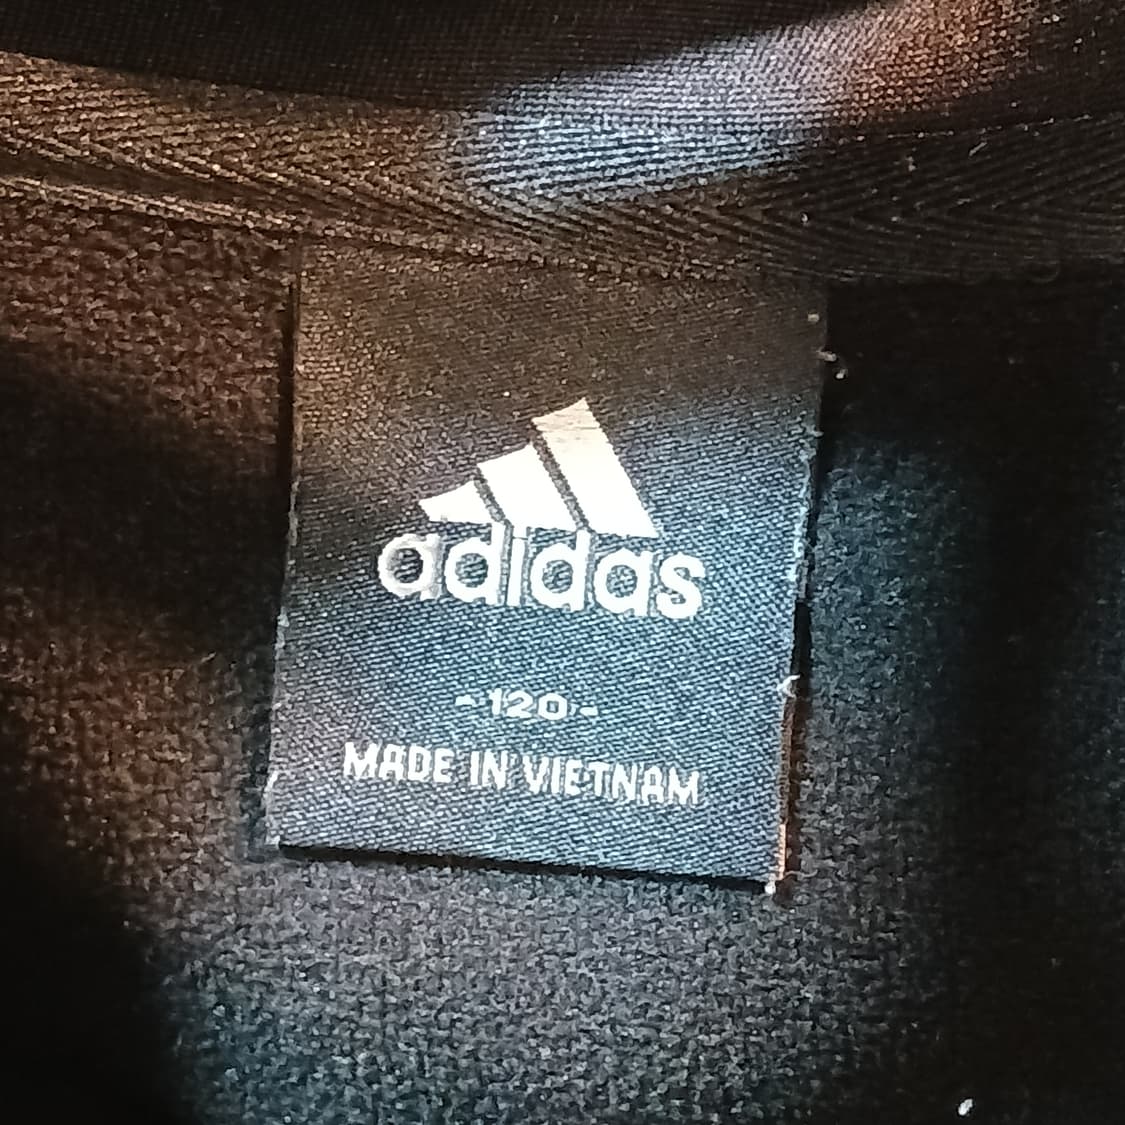 adidas
-120-
MADE IN VIETNAM